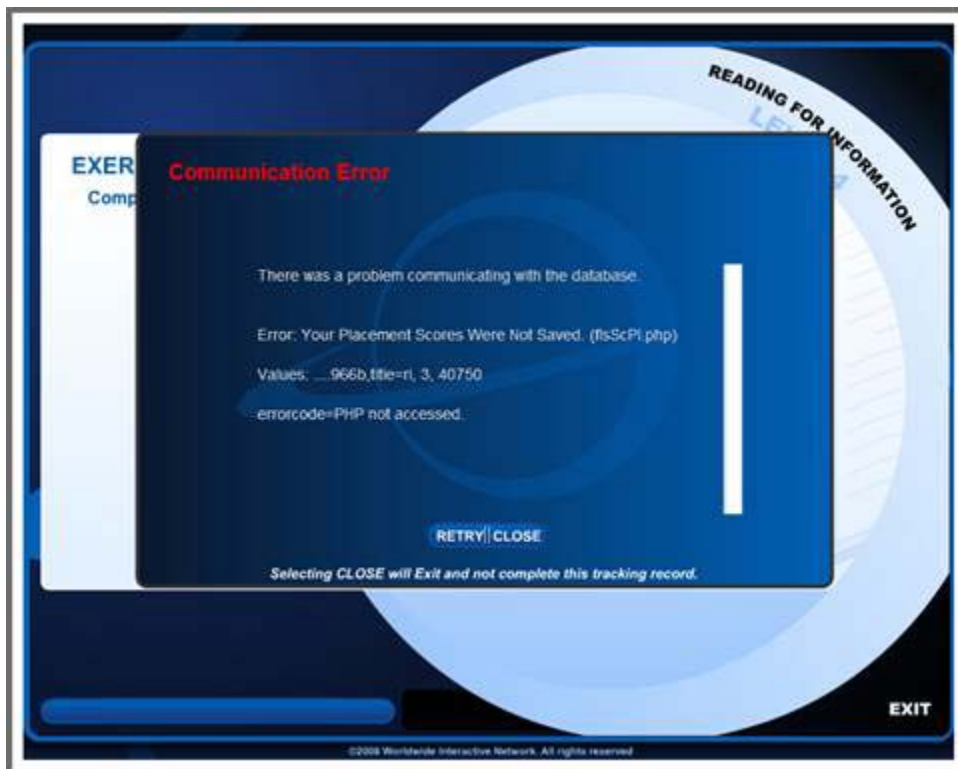 READING FOR INFORMATION
EXER
Comp
Communication Error
There was a problem communicating with the database.
Error: Your Placement Scores Were Not Saved. (flsScPl.php)
Values: ....966b,title=ri, 3, 40750
errorcode=PHP not accessed.
RETRY||CLOSE
Selecting CLOSE will Exit and not complete this tracking record.
EXIT
©2008 Worldwide Interactive Network. All rights reserved